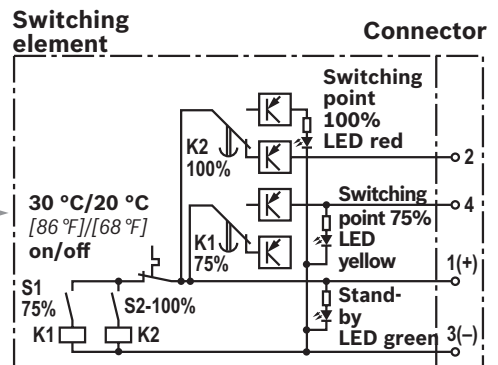 Switching
element
Connector
Switching
point
100%
LED red
K2
100%
2
4
30 °C/20 °C
[86 °F]/[68 °F]
on/off
Switching
point 75%
LED
yellow
K1
75%
1(+)
S1
75%
S2-100%
Stand-
by
LED green
K1
K2
3(–)